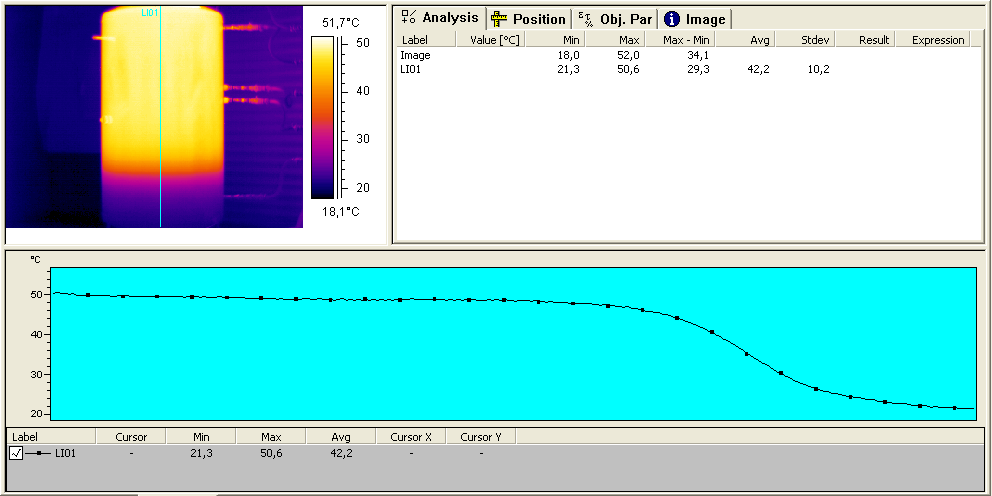 LI01
51,7°C
50
40
30
20
18,1°C
Analysis Position Obj. Par Image
Label Value [°C] Min Max Max - Min Avg Stdev Result Expression
Image 18,0 52,0 34,1
LI01 21,3 50,6 29,3 42,2 10,2
°C
50
40
30
20
Label Cursor Min Max Avg Cursor X Cursor Y
LI01 - 21,3 50,6 42,2 - -